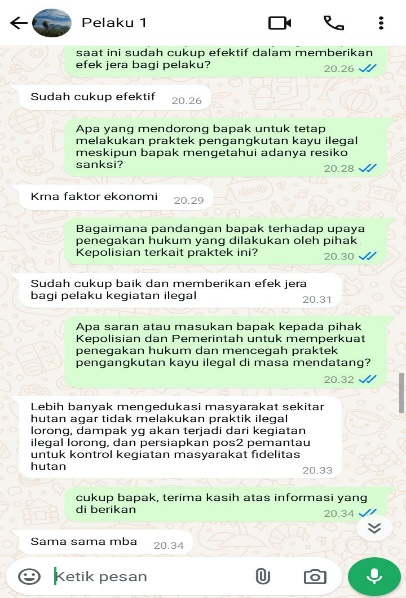 Pelaku 1
saat ini sudah cukup efektif dalam memberikan
efek jera bagi pelaku?
20.26
Sudah cukup efektif 20.26
Apa yang mendorong bapak untuk tetap
melakukan praktek pengangkutan kayu ilegal
meskipun bapak mengetahui adanya resiko
sanksi?
20.28
Krna faktor ekonomi 20.29
Bagaimana pandangan bapak terhadap upaya
penegakan hukum yang dilakukan oleh pihak
Kepolisian terkait praktek ini?
20.30
Sudah cukup baik dan memberikan efek jera
bagi pelaku kegiatan ilegal
20.31
Apa saran atau masukan bapak kepada pihak
Kepolisian dan Pemerintah untuk memperkuat
penegakan hukum dan mencegah praktek
pengangkutan kayu ilegal di masa mendatang?
20.32
Lebih banyak mengedukasi masyarakat sekitar
hutan agar tidak melakukan praktik ilegal
lorong, dampak yg akan terjadi dari kegiatan
ilegal lorong, dan persiapkan pos2 pemantau
untuk kontrol kegiatan masyarakat fidelitas
hutan
20.33
cukup bapak, terima kasih atas informasi yang
di berikan
20.34
Sama sama mba 20.34
Ketik pesan